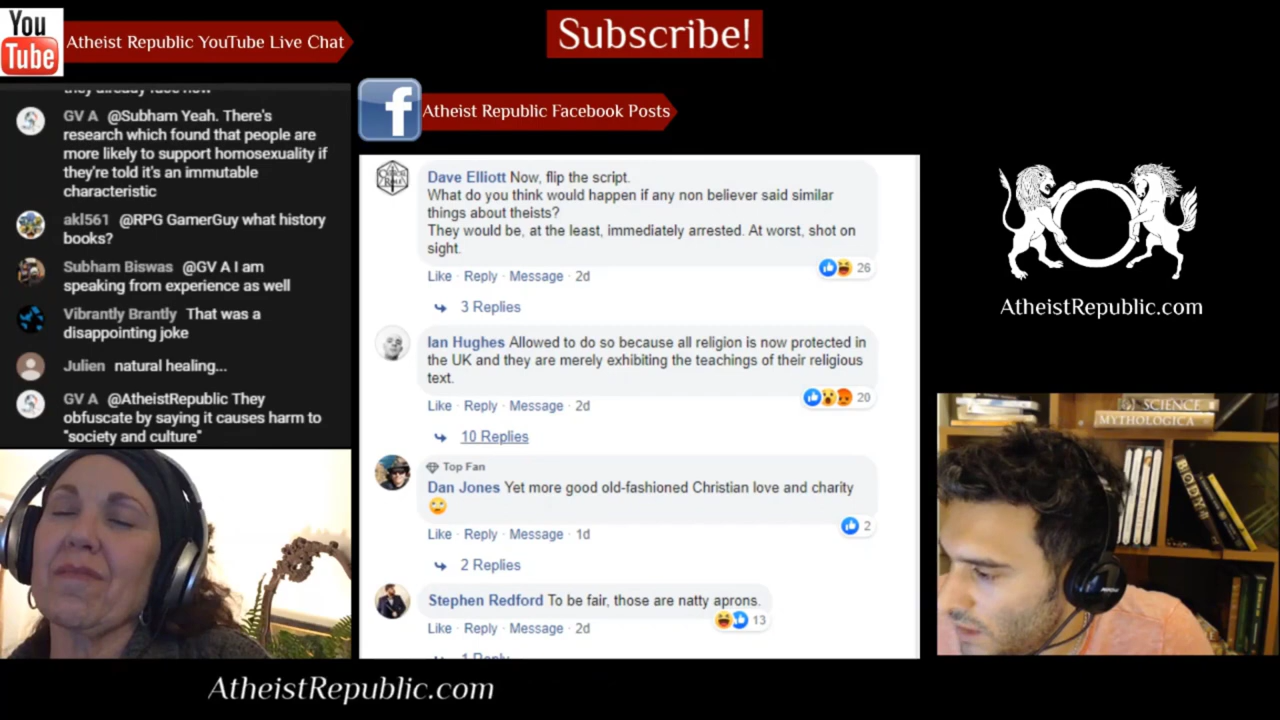 You
Tube
Atheist Republic YouTube Live Chat
Subscribe!
Atheist Republic Facebook Posts
GV A @Subham Yeah. There's
research which found that people are
more likely to support homosexuality if
they're told it's an immutable
characteristic
akl561 @RPG GamerGuy what history
books?
Subham Biswas @GV A I am
speaking from experience as well
Vibrantly Brantly That was a
disappointing joke
Julien natural healing...
GV A @AtheistRepublic They
obfuscate by saying it causes harm to
"society and culture"
Dave Elliott Now, flip the script.
What do you think would happen if any non believer said similar
things about theists?
They would be, at the least, immediately arrested. At worst, shot on
sight.
26
Like · Reply · Message · 2d
3 Replies
Ian Hughes Allowed to do so because all religion is now protected in
the UK and they are merely exhibiting the teachings of their religious
text.
20
Like · Reply · Message · 2d
10 Replies
Top Fan
Dan Jones Yet more good old-fashioned Christian love and charity
🙄
2
Like · Reply · Message · 1d
2 Replies
Stephen Redford To be fair, those are natty aprons.
13
Like · Reply · Message · 2d
1 Reply
AtheistRepublic.com
SCIENCE
MYTHOLOGICA
BODY
AtheistRepublic.com